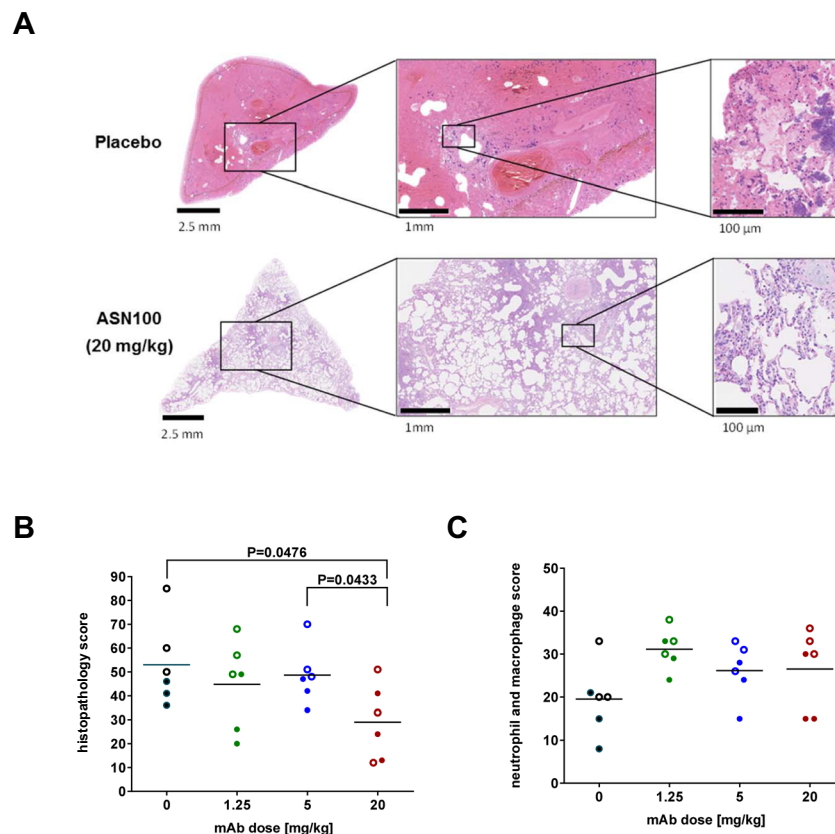 A
Placebo
2.5 mm
1mm
100 µm
ASN100
(20 mg/kg)
2.5 mm
1mm
100 µm
B
P=0.0476
P=0.0433
histopathology score
90
80
70
60
50
40
30
20
10
0
0 1.25 5 20
mAb dose [mg/kg]
C
neutrophil and macrophage score
50
40
30
20
10
0
0 1.25 5 20
mAb dose [mg/kg]